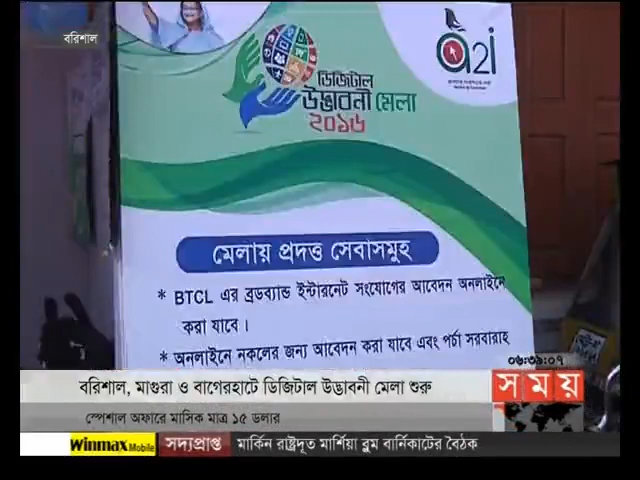 বরিশাল
a2i
ডিজিটাল
উদ্ভাবনী মেলা
২০১৬
মেলায় প্রদত্ত সেবাসমুহ
* BTCL এর ব্রডব্যান্ড ইন্টারনেট সংযোগের আবেদন অনলাইনে
করা যাবে ।
* অনলাইনে নকলের জন্য আবেদন করা যাবে এবং পর্চা সরবারাহ
০৬:৩৯:০৭
বরিশাল, মাগুরা ও বাগেরহাটে ডিজিটাল উদ্ভাবনী মেলা শুরু
সময়
স্পেশাল অফারে মাসিক মাত্র ১৫ ডলার
Winmax Mobile
সদ্যপ্রাপ্ত
মার্কিন রাষ্ট্রদূত মার্শিয়া ব্লুম বার্নিকাটের বৈঠক